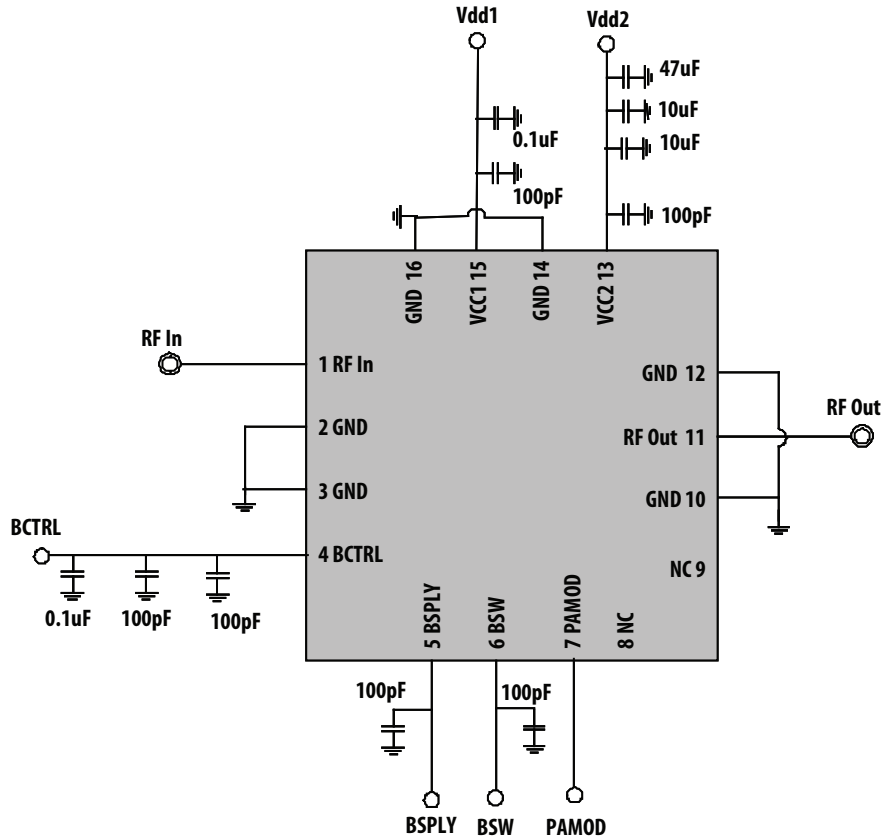 Vdd1
Vdd2
47uF
10uF
0.1uF
10uF
100pF
100pF
GND 16
VCC1 15
GND 14
VCC2 13
RF In
1 RF In
GND 12
RF Out
2 GND
RF Out 11
3 GND
GND 10
BCTRL
4 BCTRL
NC 9
0.1uF
100pF
100pF
5 BSPLY
6 BSW
7 PAMOD
8 NC
100pF
100pF
BSPLY
BSW
PAMOD